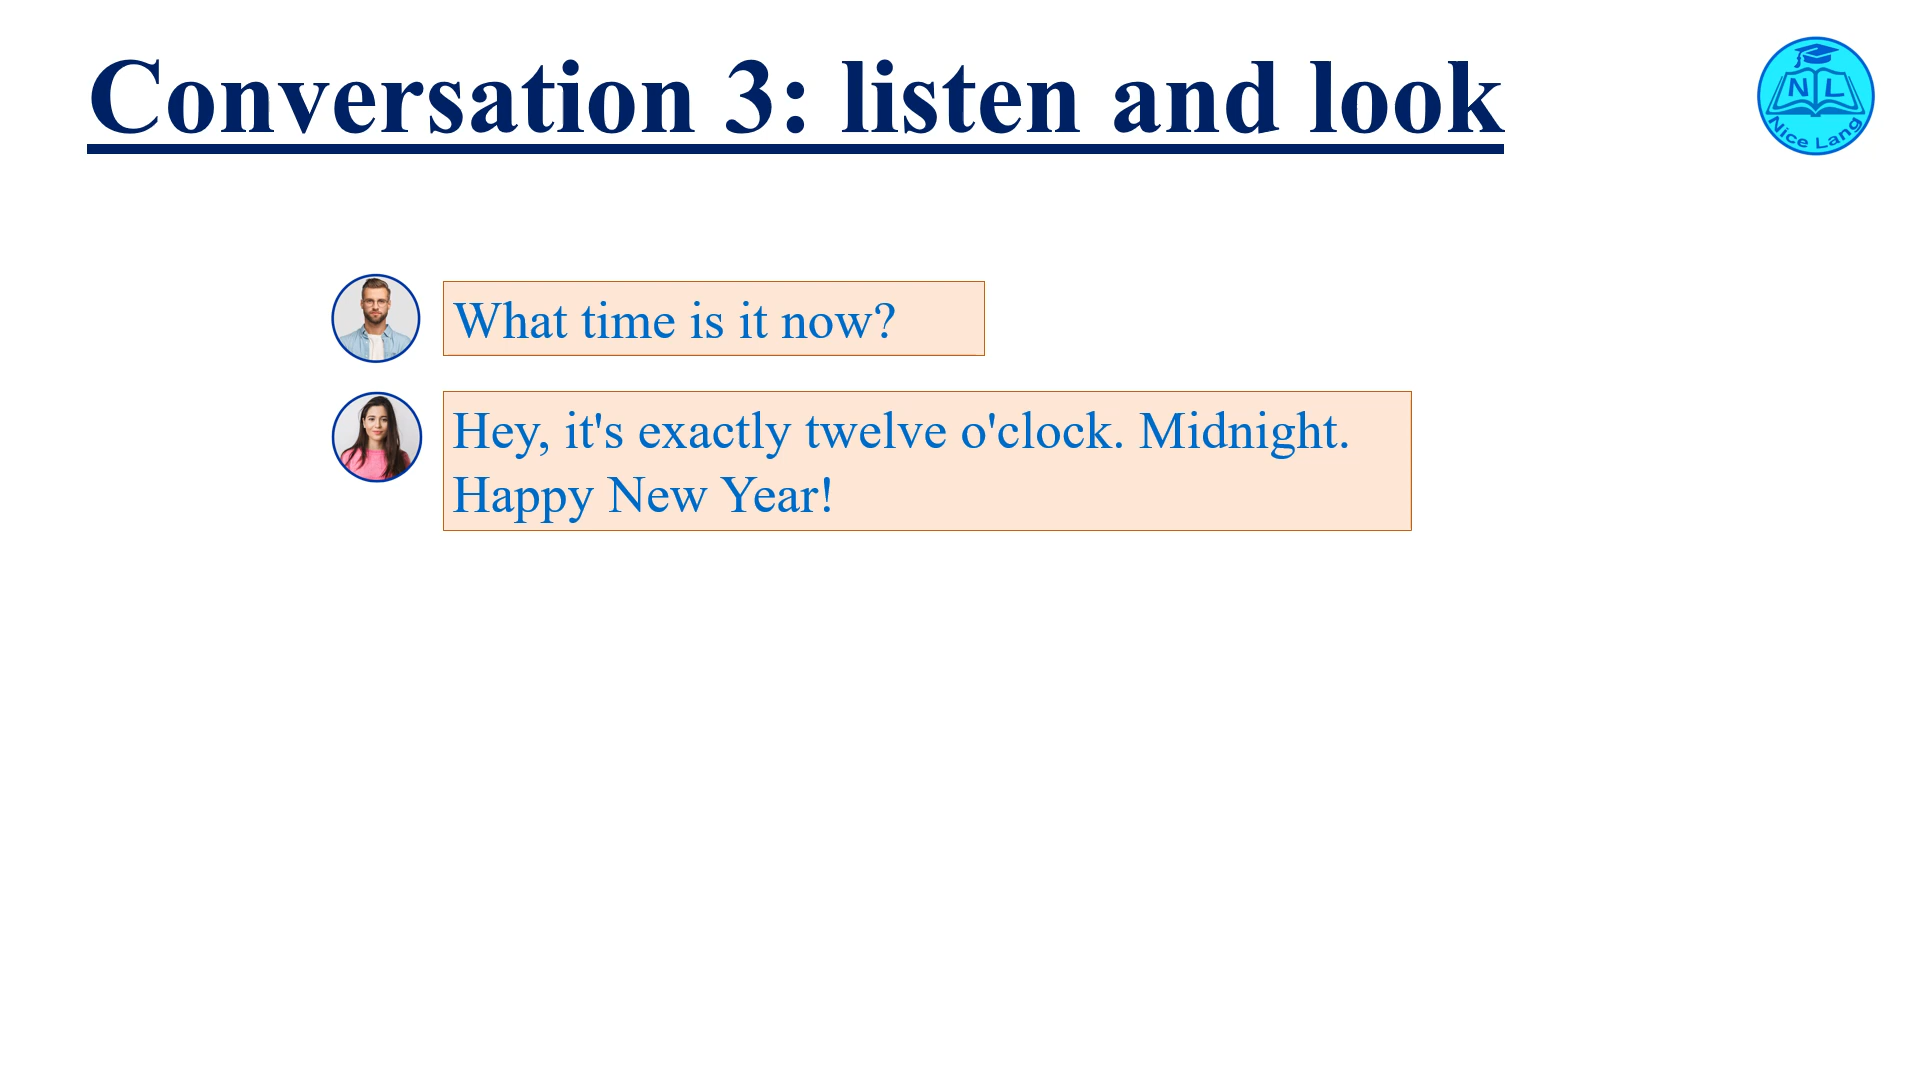 Conversation 3: listen and look
N L
Nice Lang
What time is it now?
Hey, it's exactly twelve o'clock. Midnight.
Happy New Year!